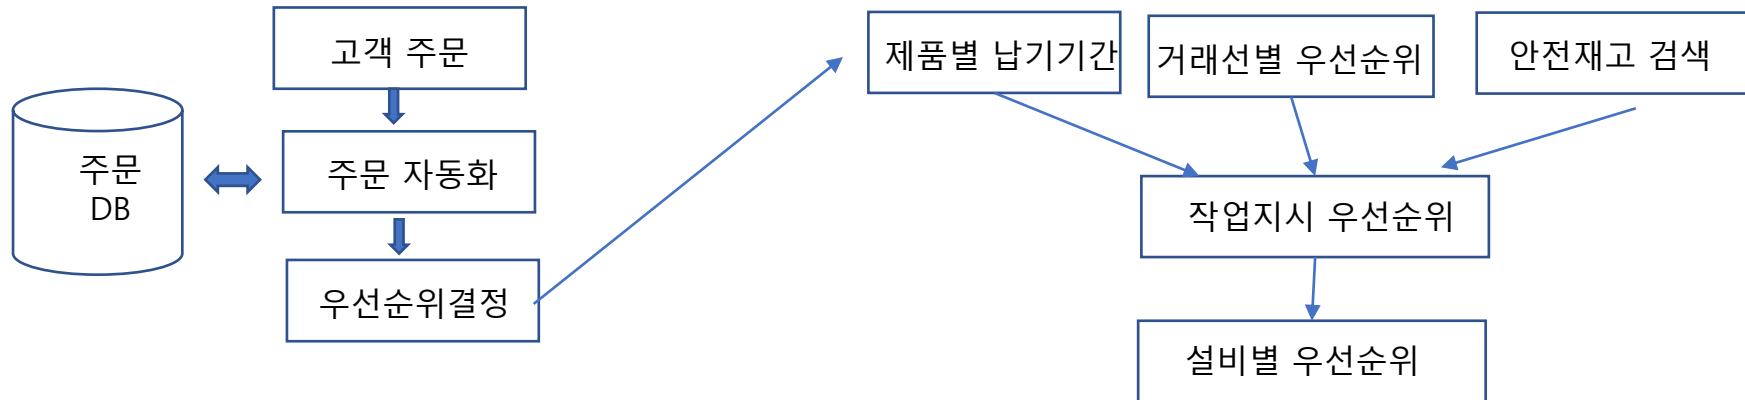 고객 주문
주문
DB
주문 자동화
우선순위결정
제품별 납기기간
거래선별 우선순위
안전재고 검색
작업지시 우선순위
설비별 우선순위